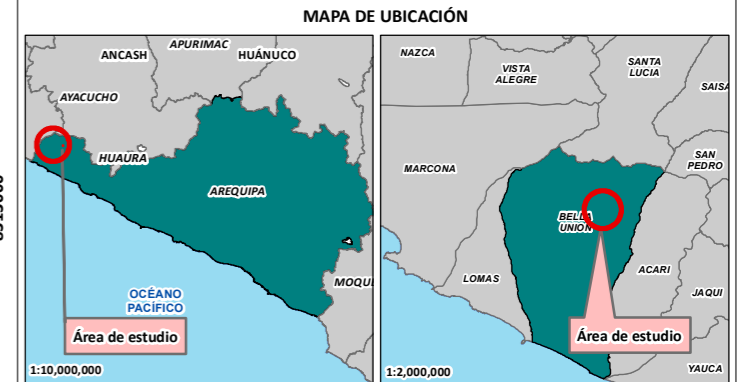 MAPA DE UBICACIÓN
ANCASH
APURIMAC
HUÁNUCO
AYACUCHO
HUAURA
AREQUIPA
MOQU
OCÉANO
PACÍFICO
Área de estudio
1:10,000,000
NAZCA
VISTA
ALEGRE
SANTA
LUCIA
SAISA
SAN
PEDRO
MARCONA
BELLA
UNION
LOMAS
ACARI
JAQUI
Área de estudio
YAUCA
1:2,000,000